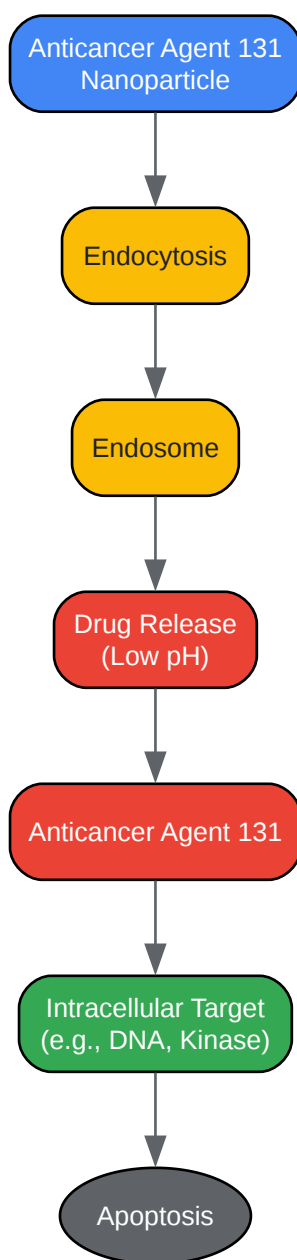 Anticancer Agent 131
Nanoparticle
Endocytosis
Endosome
Drug Release
(Low pH)
Anticancer Agent 131
Intracellular Target
(e.g., DNA, Kinase)
Apoptosis